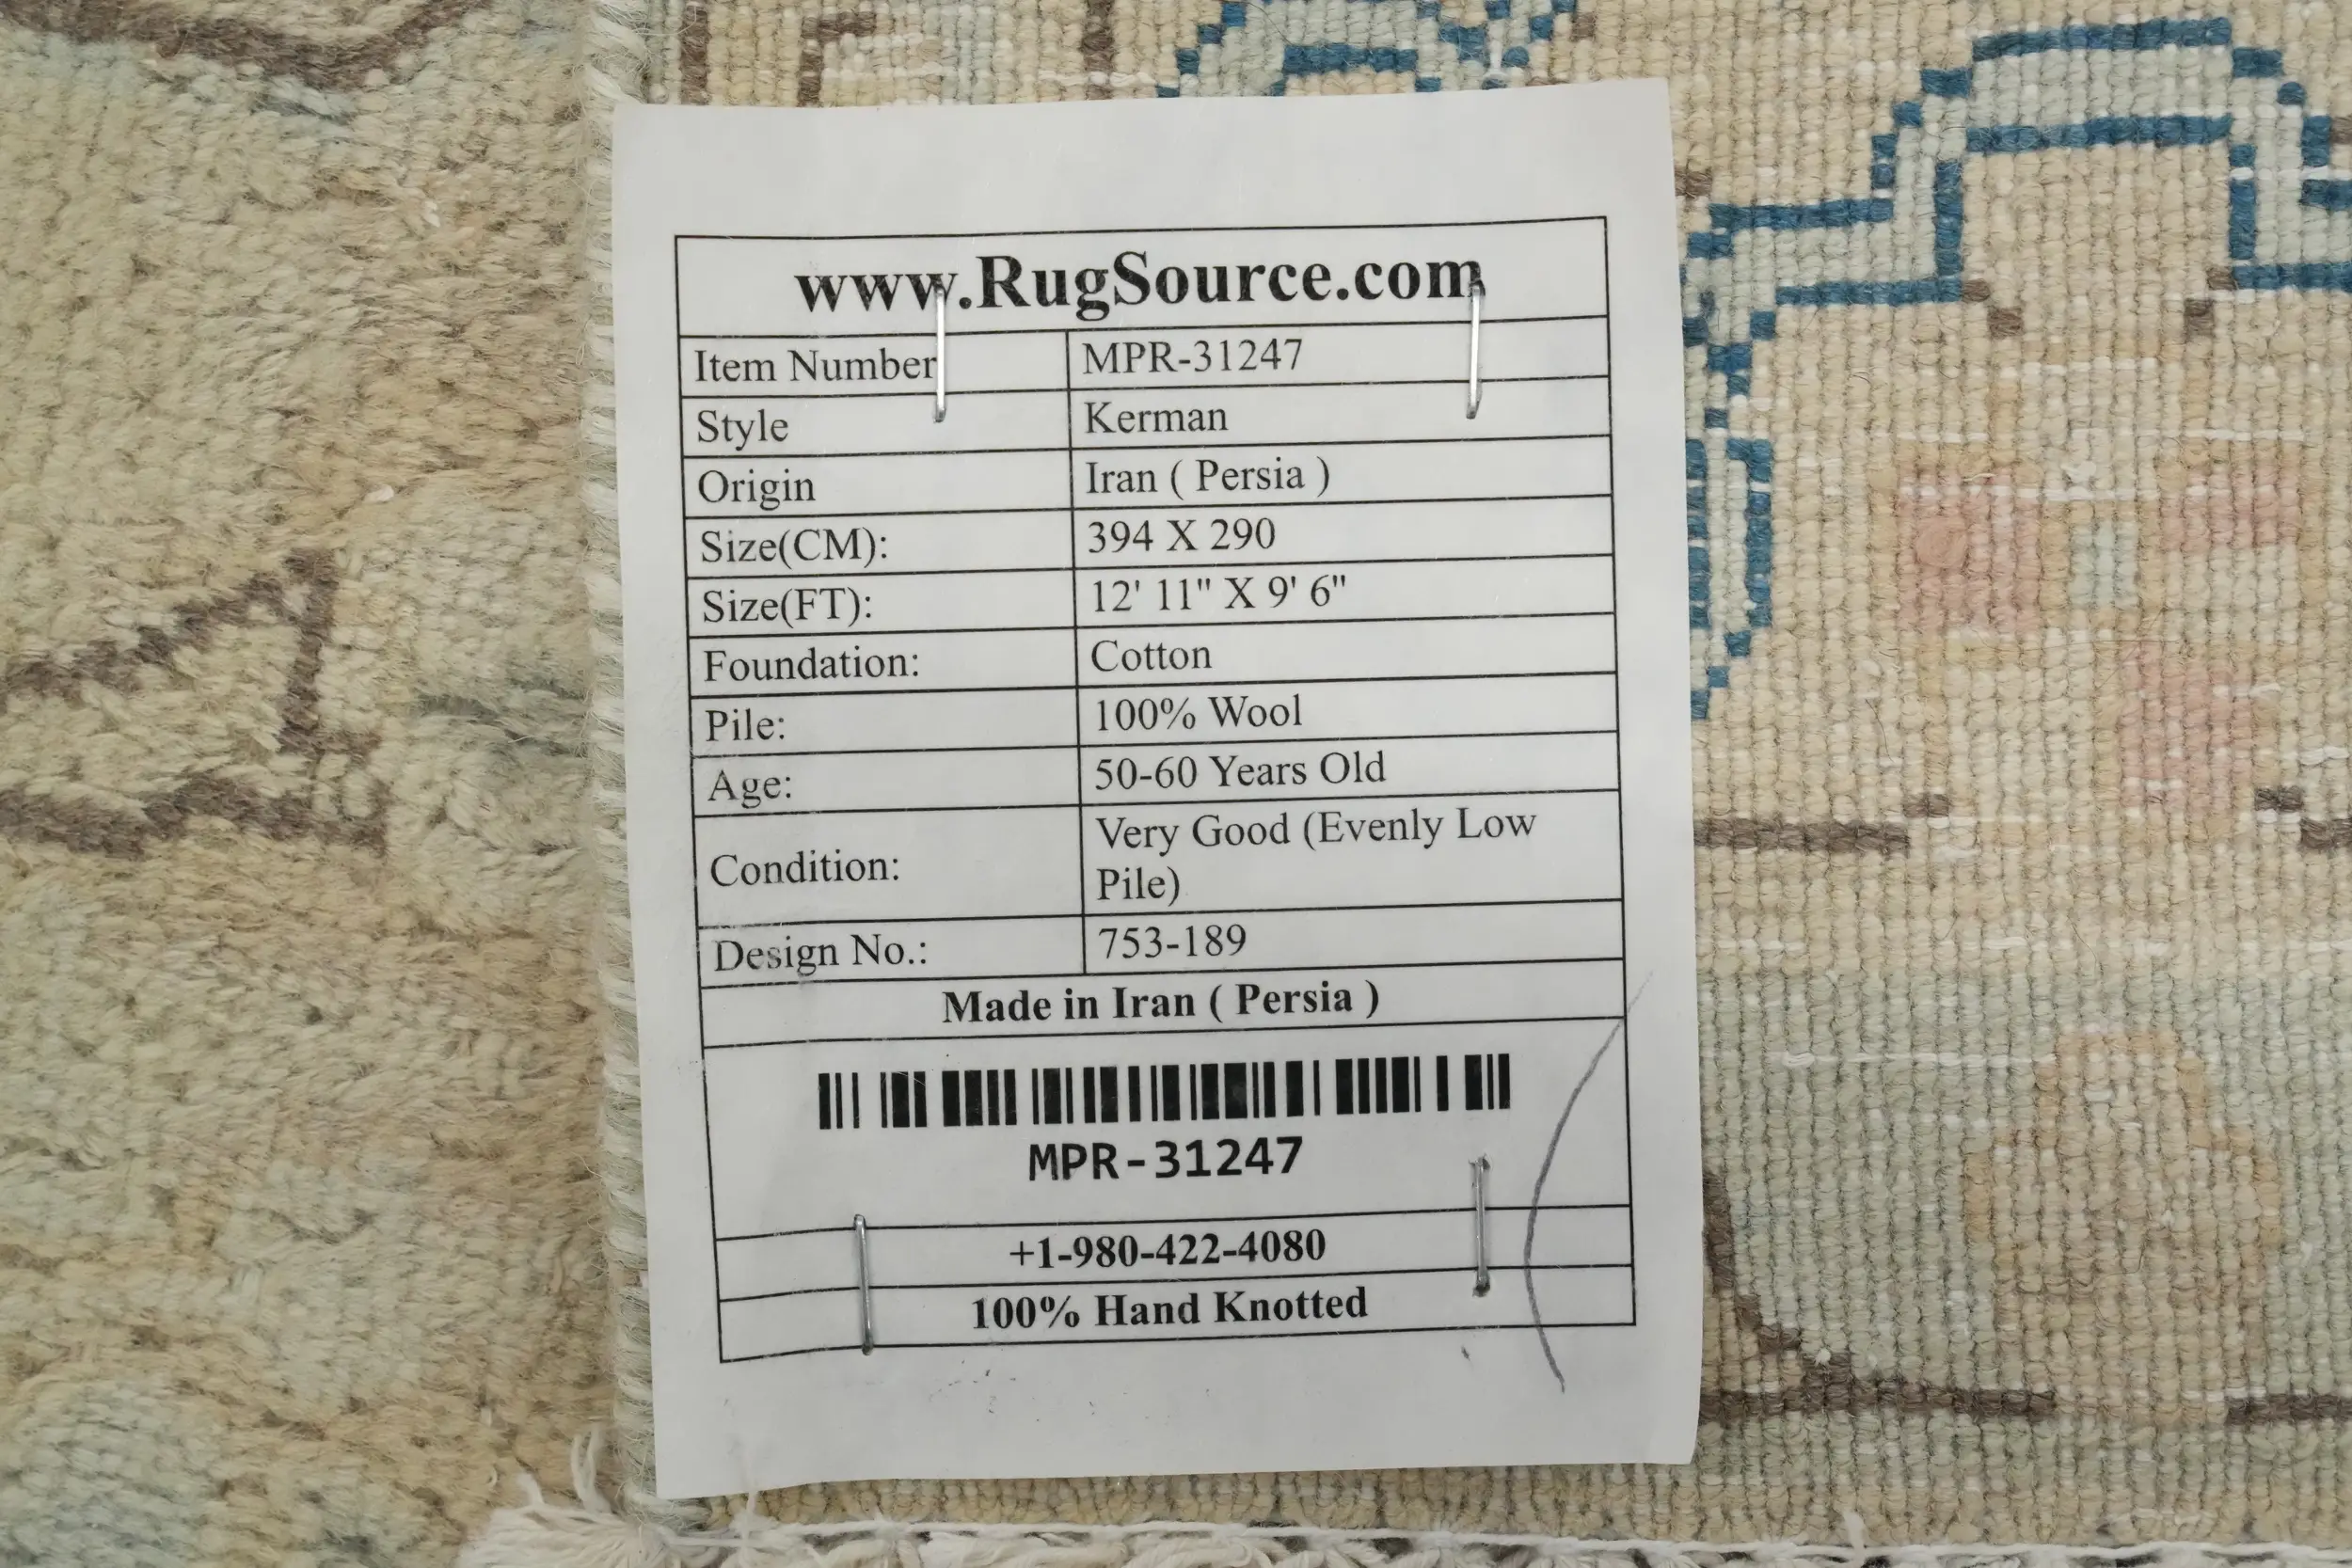 www.RugSource.com
Item Number MPR-31247
Style Kerman
Origin Iran ( Persia )
Size(CM): 394 X 290
Size(FT): 12' 11" X 9' 6"
Foundation: Cotton
Pile: 100% Wool
Age: 50-60 Years Old
Condition: Very Good (Evenly Low
Pile)
Design No.: 753-189
Made in Iran ( Persia )
MPR-31247
+1-980-422-4080
100% Hand Knotted